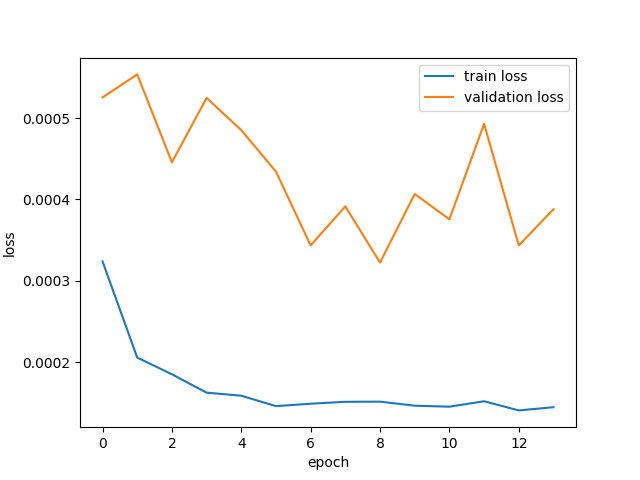 train loss
validation loss
0.0005
0.0004
0.0003
0.0002
loss
0 2 4 6 8 10 12
epoch